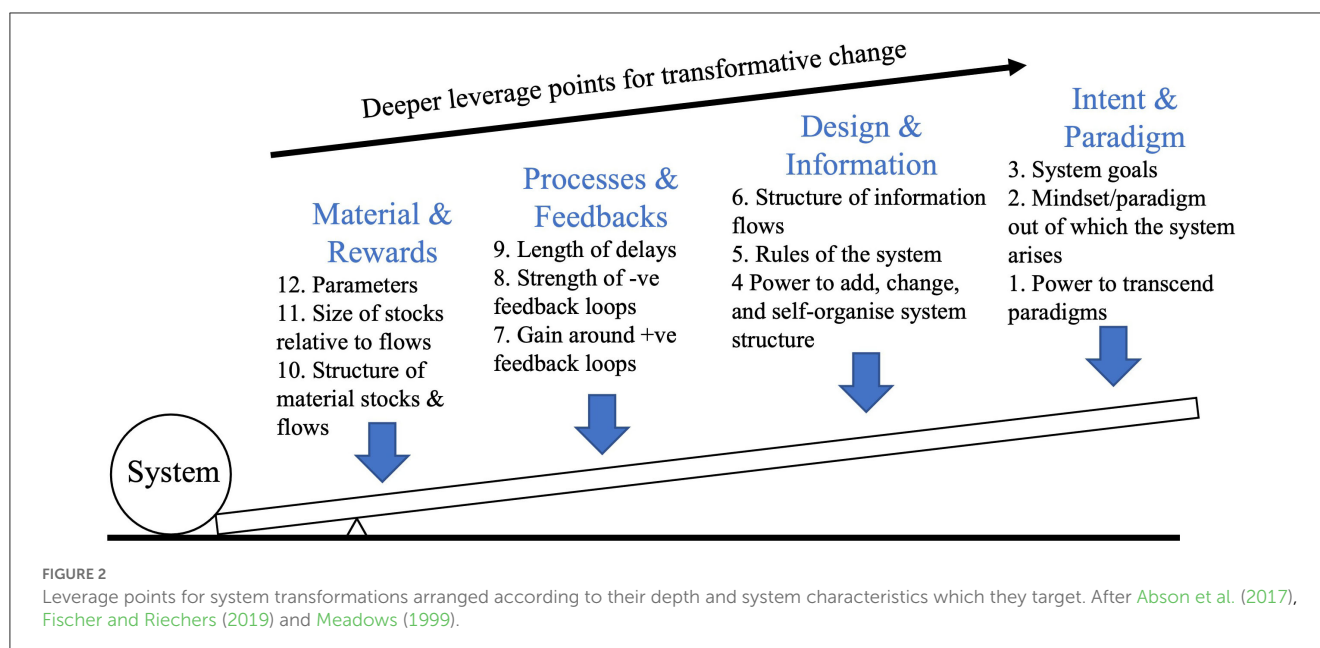 Deeper leverage points for transformative change
Material &
Rewards
12. Parameters
11. Size of stocks
relative to flows
10. Structure of
material stocks &
flows
Processes &
Feedbacks
9. Length of delays
8. Strength of -ve
feedback loops
7. Gain around +ve
feedback loops
Design &
Information
6. Structure of information
flows
5. Rules of the system
4 Power to add, change,
and self-organise system
structure
Intent &
Paradigm
3. System goals
2. Mindset/paradigm
out of which the system
arises
1. Power to transcend
paradigms
System
FIGURE 2
Leverage points for system transformations arranged according to their depth and system characteristics which they target. After Abson et al. (2017),
Fischer and Riechers (2019) and Meadows (1999).